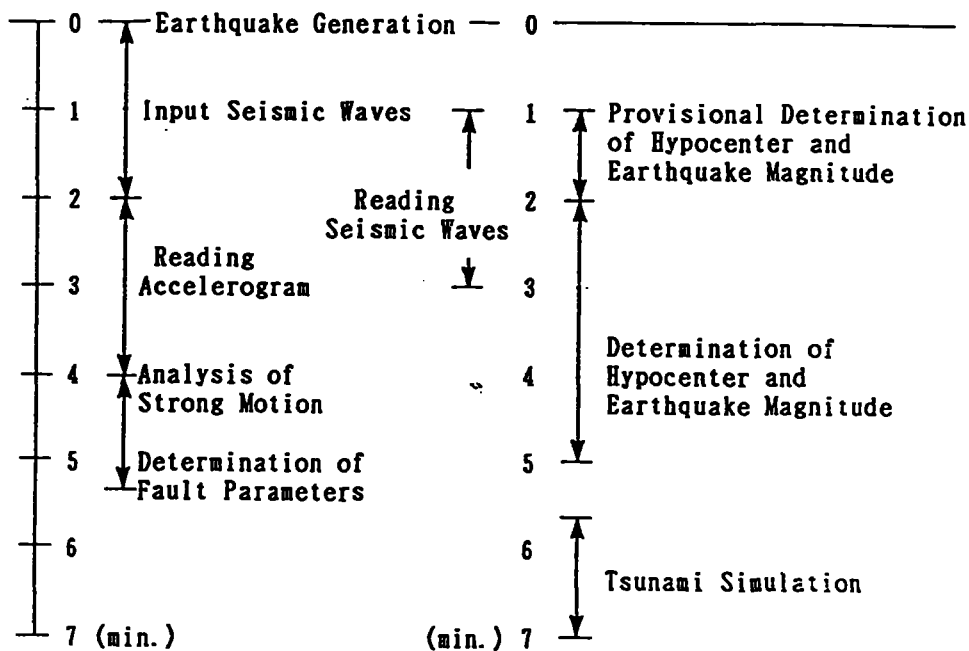 0 Earthquake Generation 0
1 Input Seismic Waves
1 Provisional Determination
of Hypocenter and
Earthquake Magnitude
2
Reading
Seismic Waves
2
Reading
Accelerogram
3
3
4 Analysis of
Strong Motion
4
Determination of
Hypocenter and
Earthquake Magnitude
5 Determination of
Fault Parameters
5
6
6
Tsunami Simulation
7 (min.)
(min.) 7